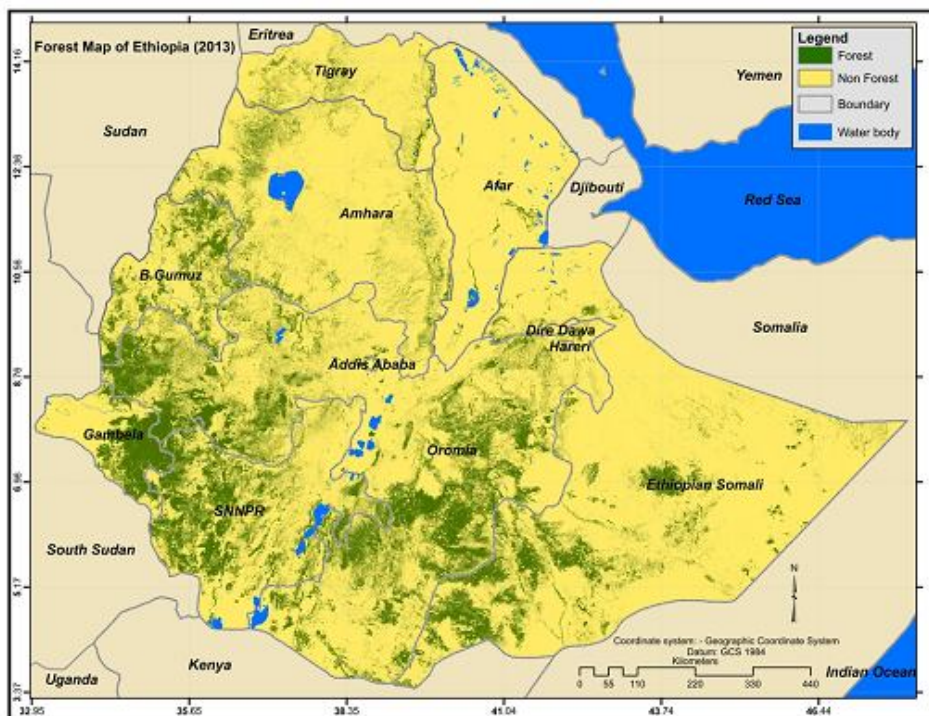 Forest Map of Ethiopia (2013)
Eritrea
Legend
Forest
Non Forest
Boundary
Water body
Tigray
Yemen
Sudan
Afar
Djibouti
Red Sea
Amhara
B.Gumuz
Somalia
Dire Dawa
Hareri
Addis Ababa
Gambela
Oromia
Ethiopian Somali
SNNPR
South Sudan
N
Coordinate system: - Geographic Coordinate System
Datum: GCS 1984
Kilometers
0 55 110 220 330 440
Kenya
Uganda
Indian Ocean
14.16
12.36
10.56
8.76
6.96
5.17
3.37
32.95 35.65 38.35 41.04 43.74 46.44